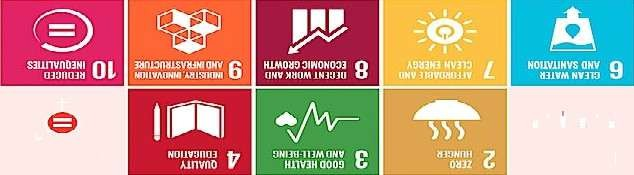 2
ZERO
HUNGER
3
GOOD HEALTH
AND WELL-BEING
4
QUALITY
EDUCATION
6
CLEAN WATER
AND SANITATION
7
AFFORDABLE AND
CLEAN ENERGY
8
DECENT WORK AND
ECONOMIC GROWTH
9
INDUSTRY, INNOVATION
AND INFRASTRUCTURE
10
REDUCED
INEQUALITIES